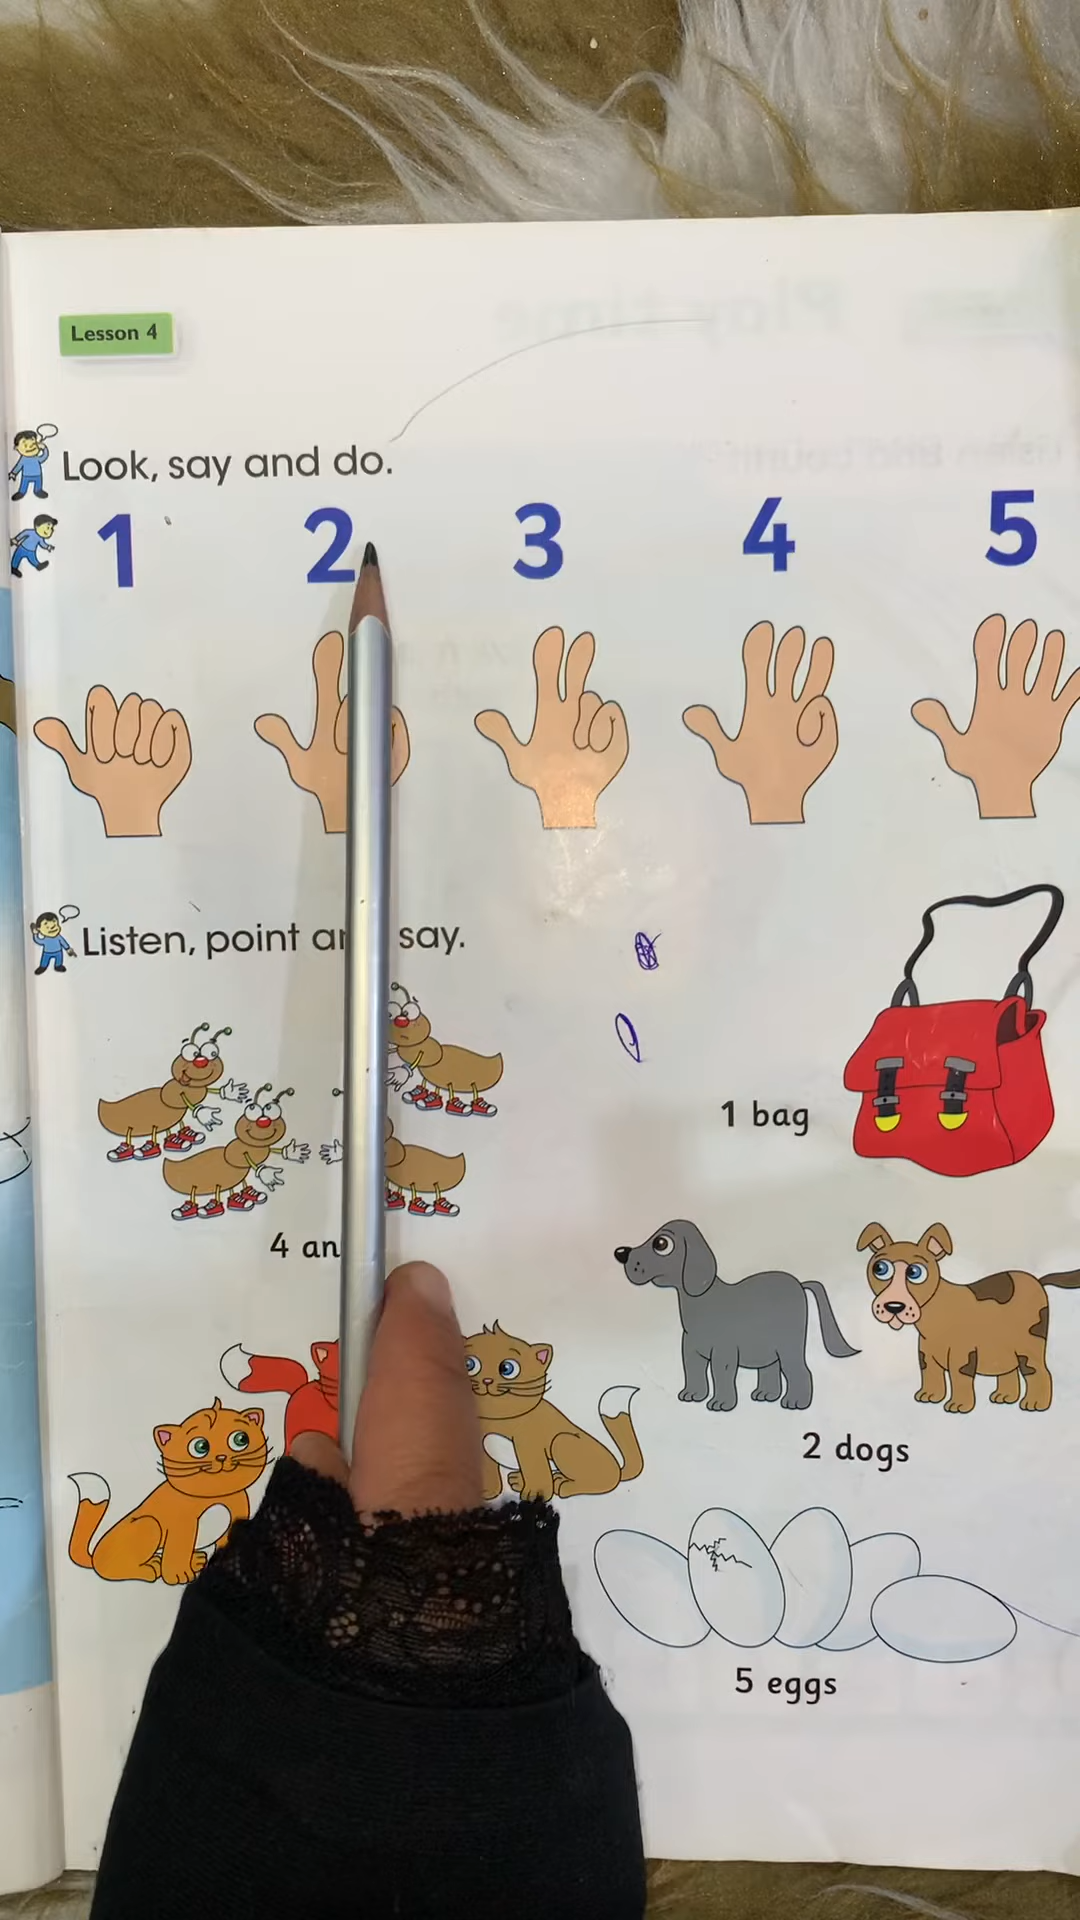 Lesson 4
Look, say and do.
1 2 3 4 5
Listen, point say.
1 bag
4
2 dogs
5 eggs